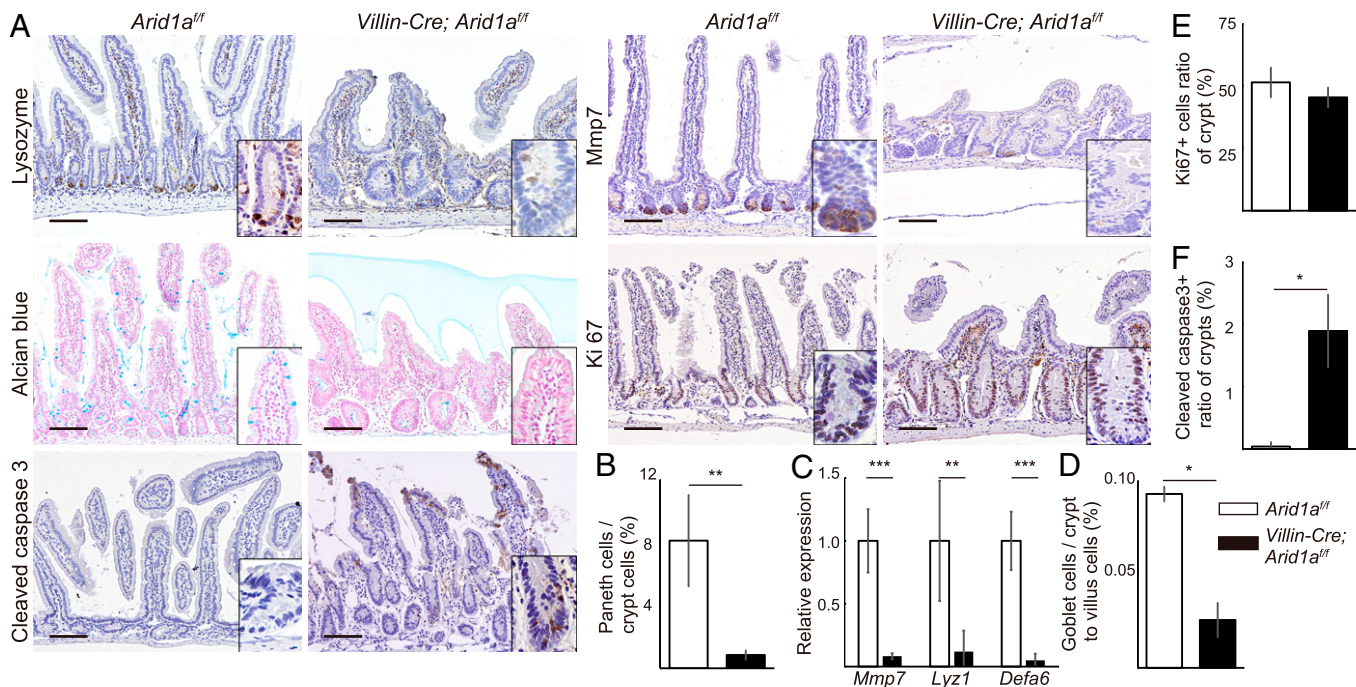 A
Arid1a^f/f
Villin-Cre; Arid1a^f/f
Arid1a^f/f
Villin-Cre; Arid1a^f/f
Lysozyme
Mmp7
Alcian blue
Ki 67
Cleaved caspase 3
B
Paneth cells /
crypt cells (%)
12
8
4
**
C
Relative expression
1.5
1.0
0.5
***
**
***
Mmp7
Lyz1
Defa6
D
Goblet cells / crypt
to villus cells (%)
0.10
0.05
*
Arid1a^f/f
Villin-Cre;
Arid1a^f/f
E
Ki67+ cells ratio
of crypt (%)
75
50
25
F
Cleaved caspase3+
ratio of crypts (%)
3
2
1
*